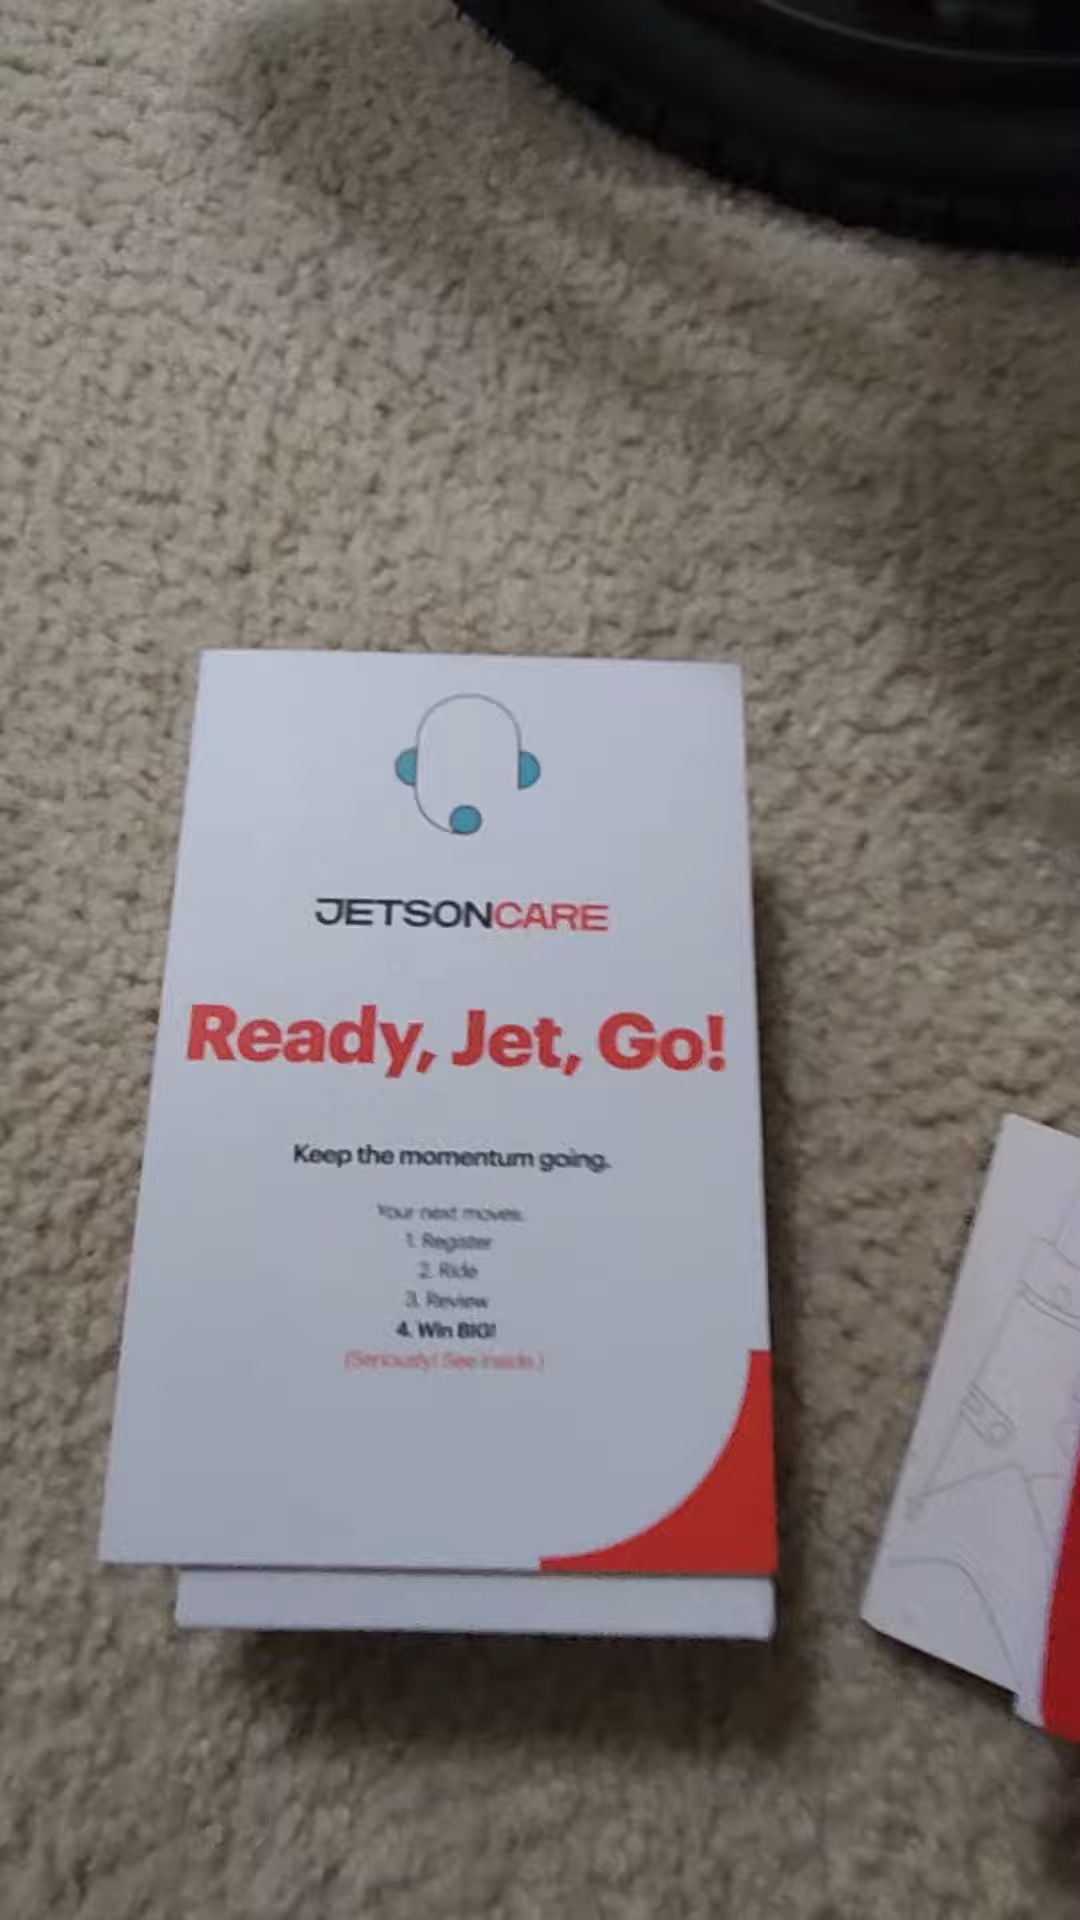 JETSONCARE
Ready, Jet, Go!
Keep the momentum going.
Your next moves:
1. Register
2. Ride
3. Review
4. Win BIG!
(Seriously! See inside.)